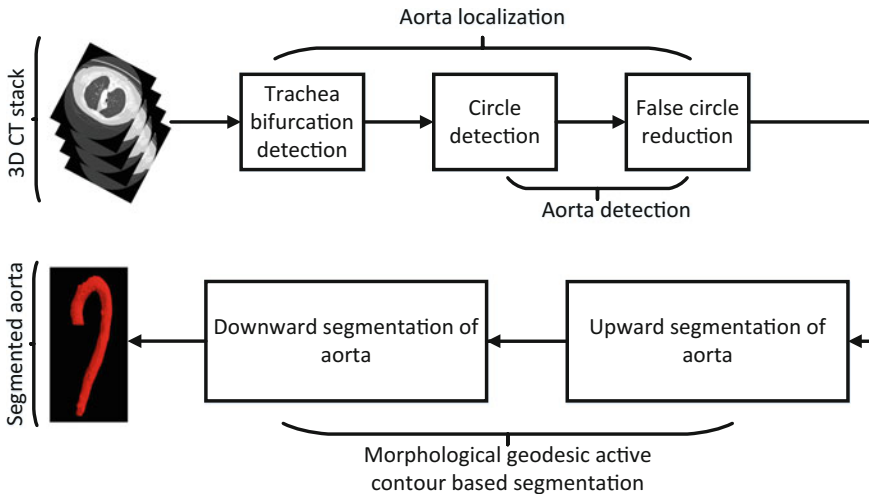 Aorta localization
3D CT stack
Trachea
bifurcation
detection
Circle
detection
False circle
reduction
Aorta detection
Segmented aorta
Downward segmentation of
aorta
Upward segmentation of
aorta
Morphological geodesic active
contour based segmentation